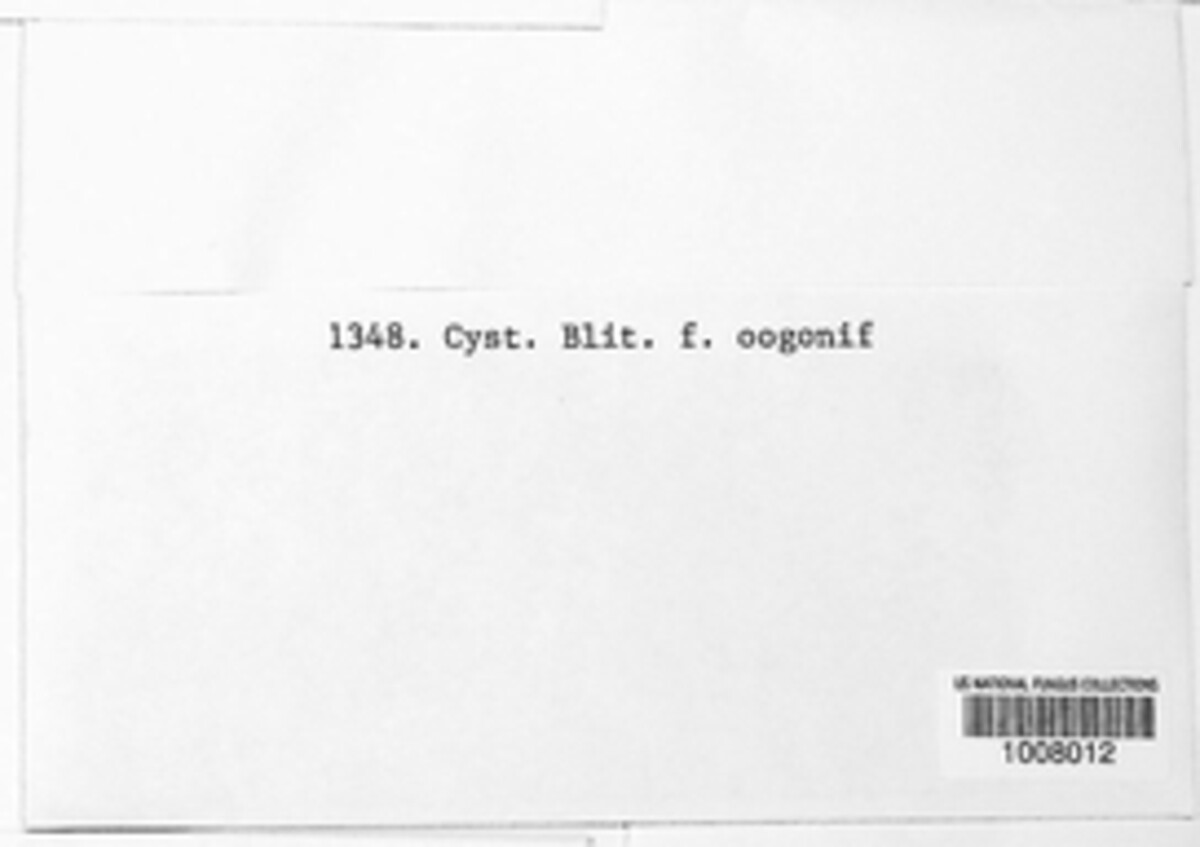 1348. Cyst. Blit. f. oogonif
US NATIONAL FUNGUS COLLECTIONS
1008012